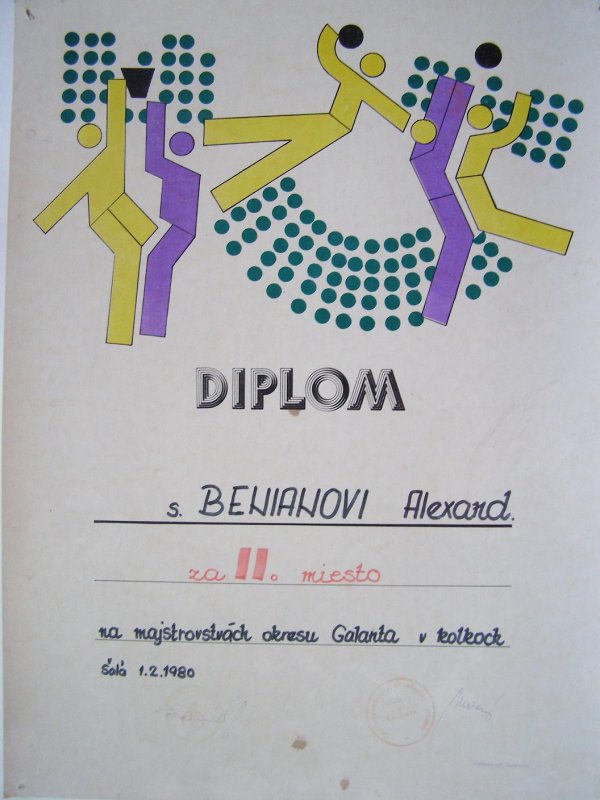 DIPLOM
s. BENIANOVI Alexand.
za II. miesto
na majstrovstvách okresu Galanta v kolkoch
Šaľa 1.2.1980